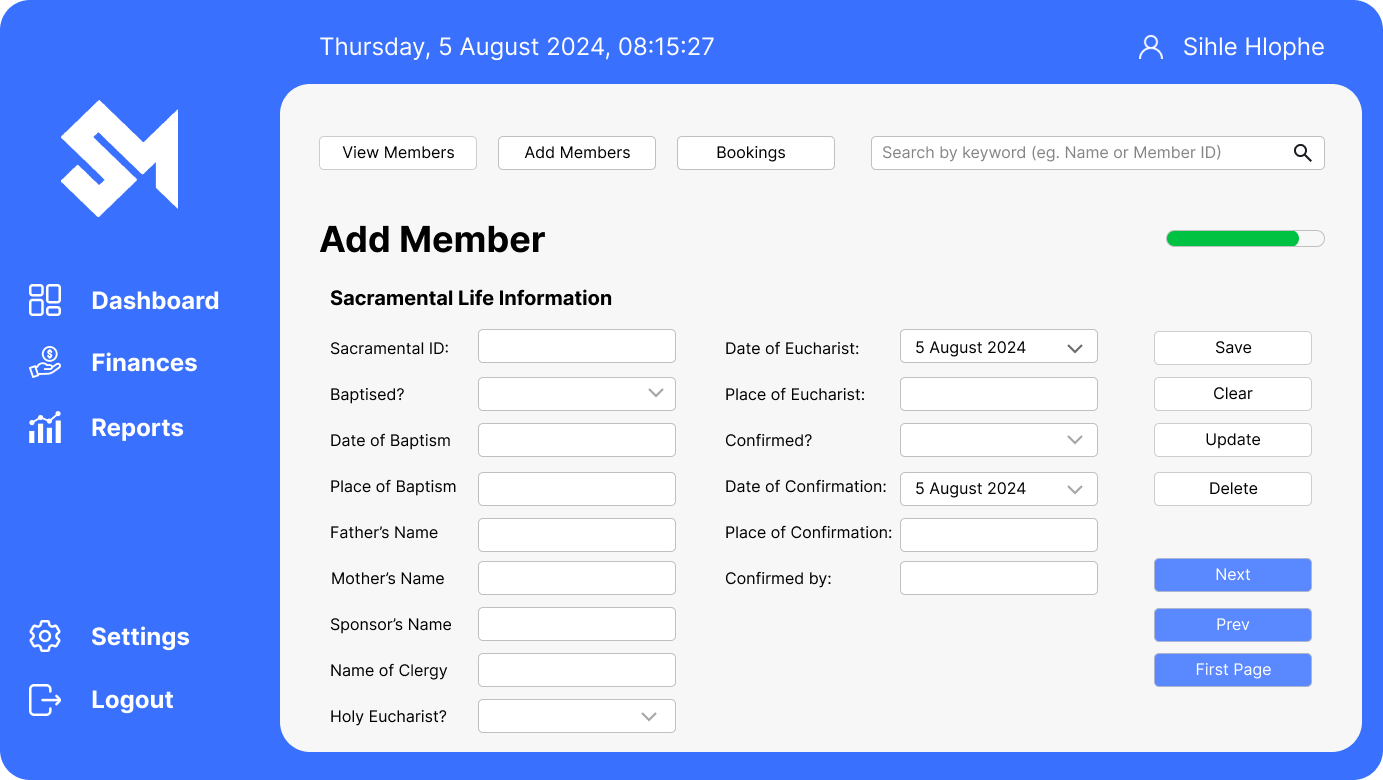 Thursday, 5 August 2024, 08:15:27
Sihle Hlophe
SM
Dashboard
Finances
Reports
Settings
Logout
View Members
Add Members
Bookings
Search by keyword (eg. Name or Member ID)
Add Member
Sacramental Life Information
Sacramental ID:
Baptised?
Date of Baptism
Place of Baptism
Father’s Name
Mother’s Name
Sponsor’s Name
Name of Clergy
Holy Eucharist?
Date of Eucharist: 5 August 2024
Place of Eucharist:
Confirmed?
Date of Confirmation: 5 August 2024
Place of Confirmation:
Confirmed by:
Save
Clear
Update
Delete
Next
Prev
First Page